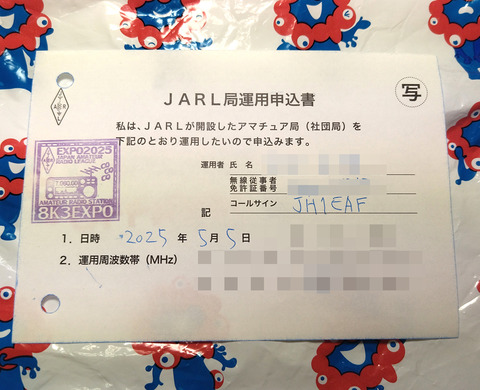 写
JARL局運用申込書
私は、JARLが開設したアマチュア局（社団局）を
下記のとおり運用したいので申込みます。
運用者 氏 名
無線従事者
免許証番号
コールサイン JH1EAF
記
1．日時 2025 年 5月 5日
2．運用周波数帯（MHz）
EXPO2025
JAPAN AMATEUR
RADIO LEAGUE
88
AMATEUR RADIO STATION
8K3EXPO